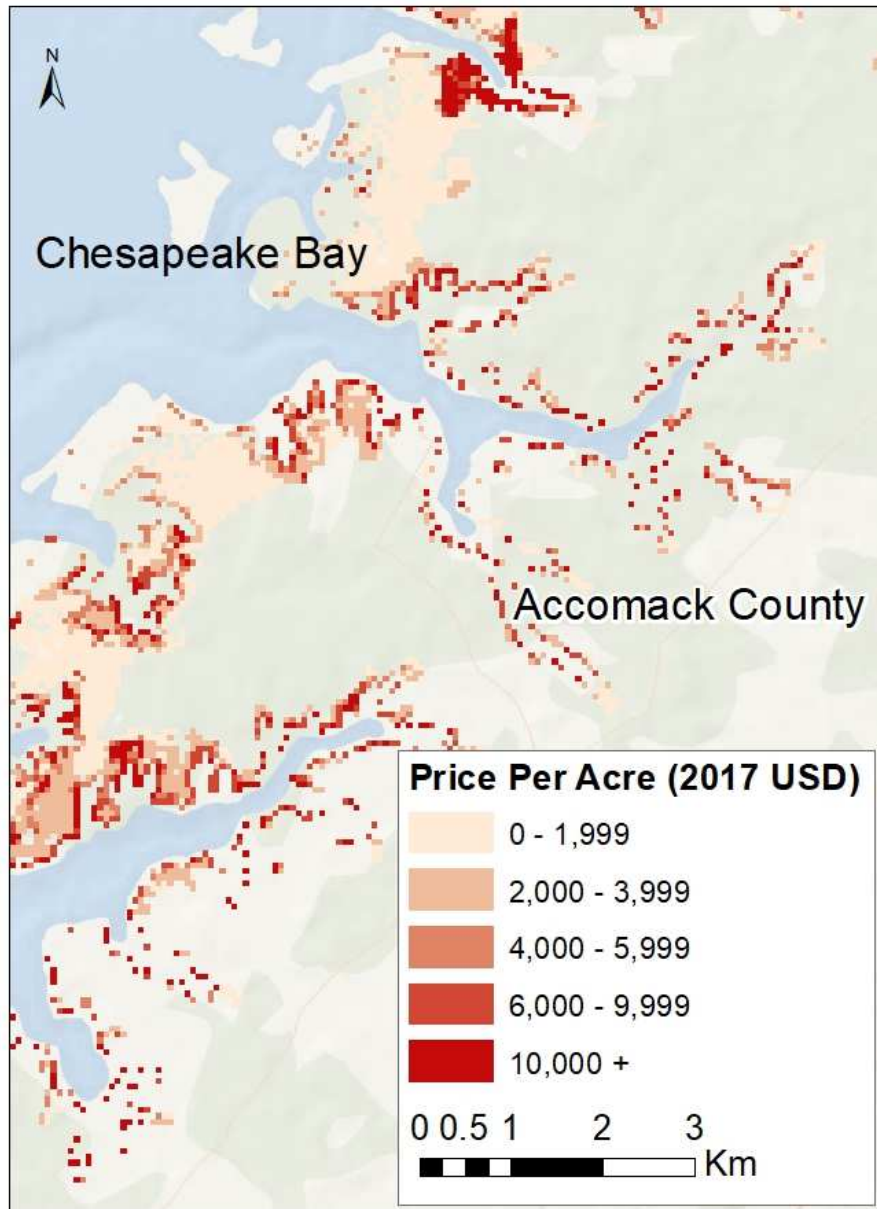 N
Chesapeake Bay
Accomack County
Price Per Acre (2017 USD)
0 - 1,999
2,000 - 3,999
4,000 - 5,999
6,000 - 9,999
10,000 +
0 0.5 1 2 3
Km